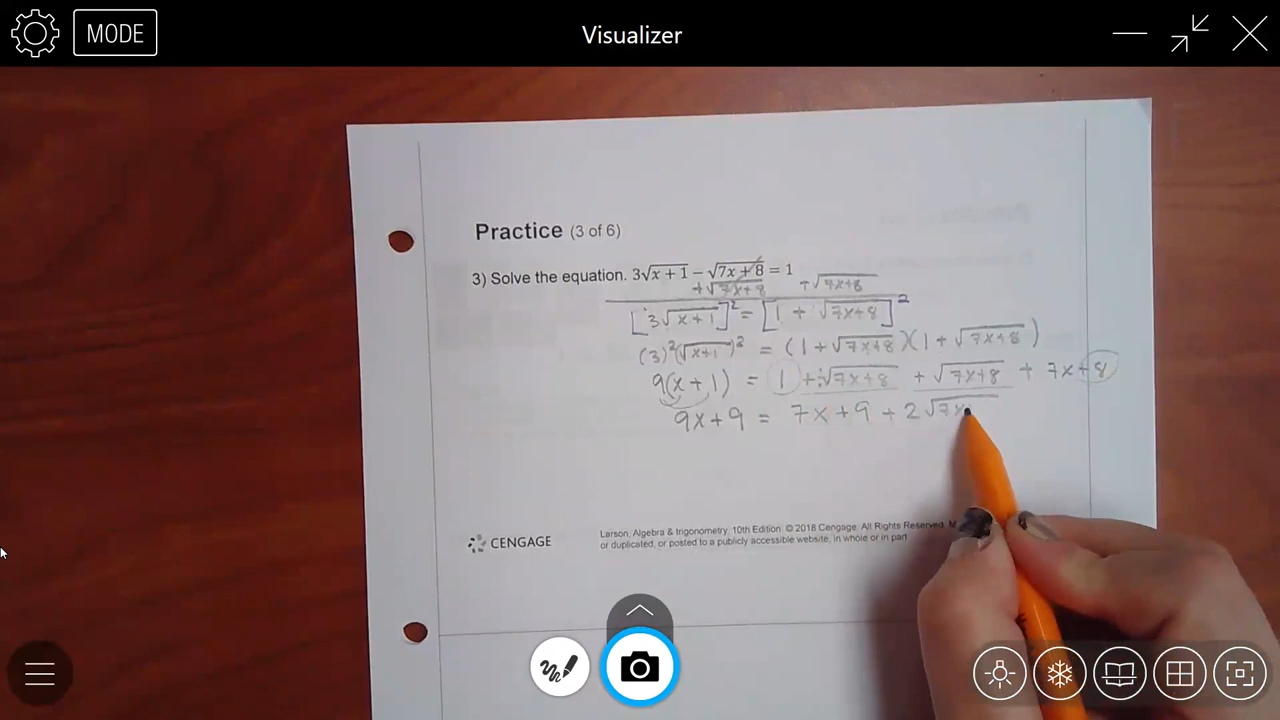 MODE
Visualizer
Practice (3 of 6)
3) Solve the equation. 3√x + 1 − √7x + 8 = 1
+√7x+8 +√7x+8
[3√x+1]² = [1 + √7x+8]²
(3)²(√x+1)² = (1+√7x+8)(1+√7x+8)
9(x+1) = 1 + √7x+8 + √7x+8 + 7x+8
9x+9 = 7x+9 + 2√7x
CENGAGE
Larson, Algebra & trigonometry, 10th Edition. © 2018 Cengage. All Rights Reserved. M
or duplicated, or posted to a publicly accessible website, in whole or in part